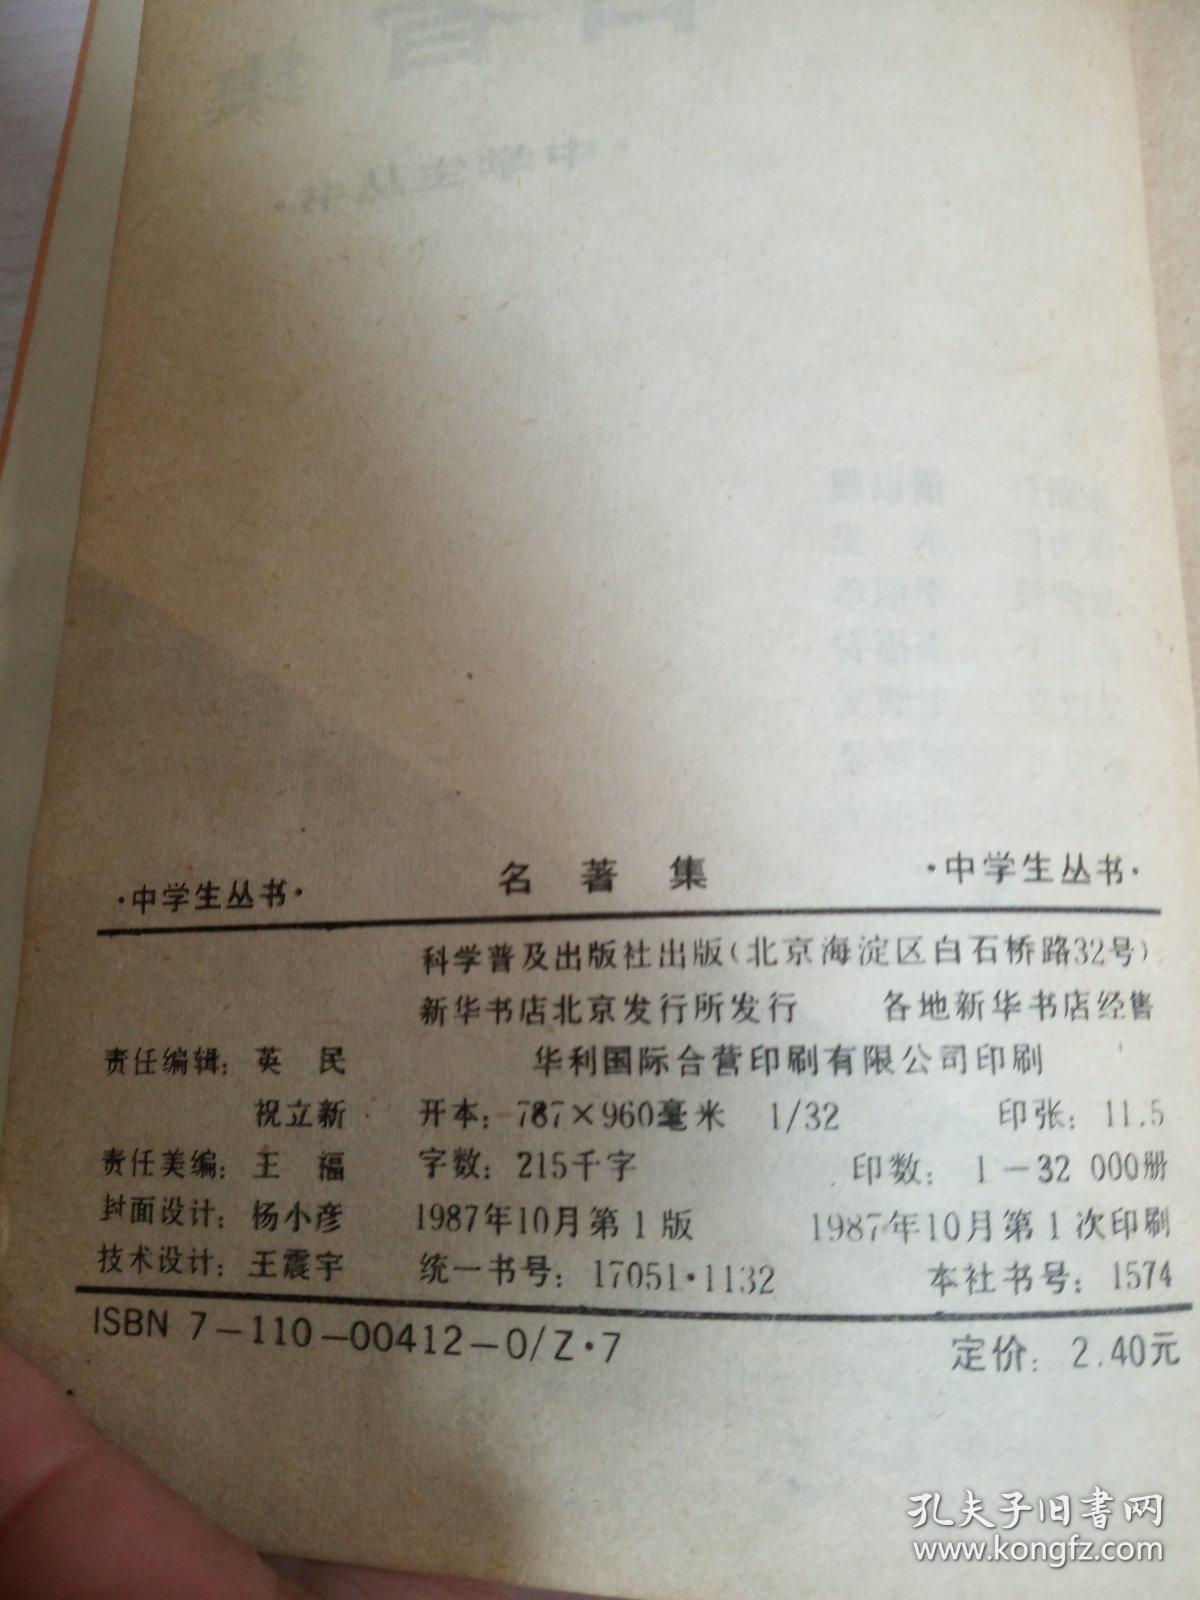 ·中学生丛书· 名著集 ·中学生丛书·
科学普及出版社出版(北京海淀区白石桥路32号)
新华书店北京发行所发行 各地新华书店经售
责任编辑:英 民 华利国际合营印刷有限公司印刷
祝立新 开本:787×960毫米 1/32 印张:11.5
责任美编:王 福 字数:215千字 印数:1—32 000册
封面设计:杨小彦 1987年10月第1版 1987年10月第1次印刷
技术设计:王震宇 统一书号:17051·1132 本社书号:1574
ISBN 7—110—00412—0/Z·7 定价:2.40元
孔夫子旧书网
www.kongfz.com